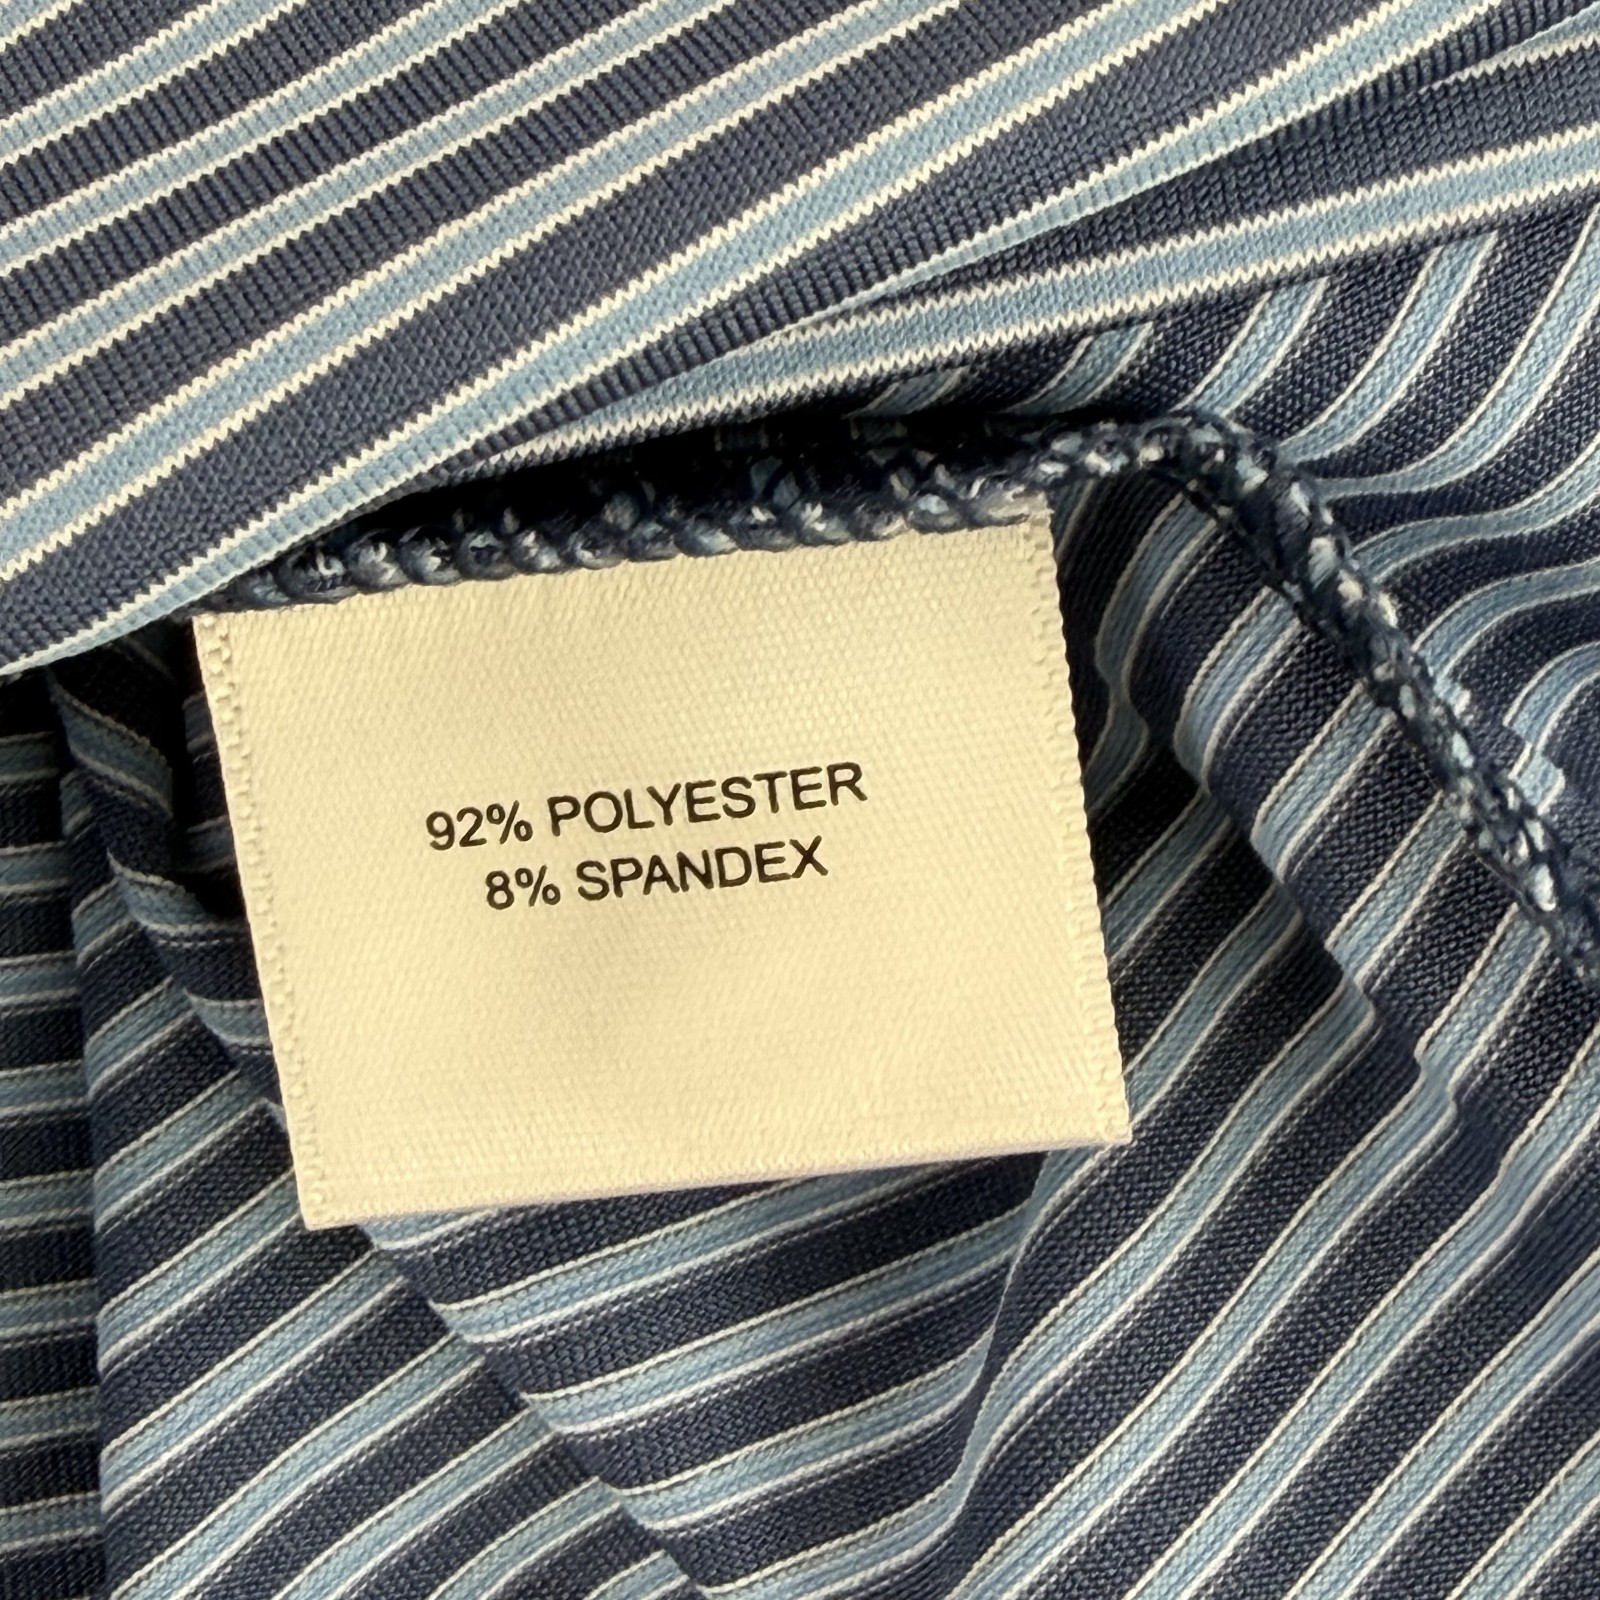 92% POLYESTER
8% SPANDEX